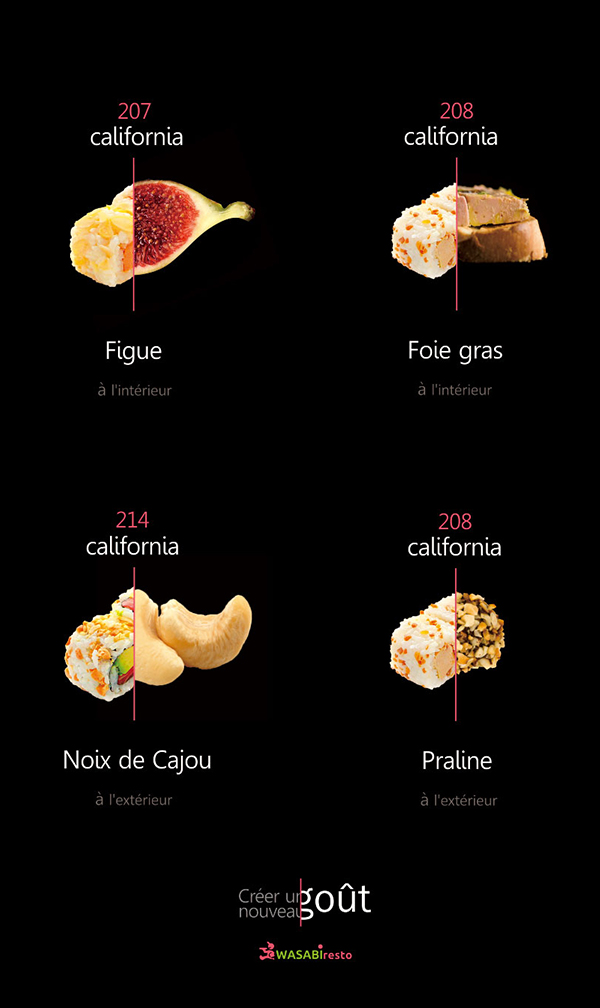 207
california
Figue
à l'intérieur
208
california
Foie gras
à l'intérieur
214
california
Noix de Cajou
à l'extérieur
208
california
Praline
à l'extérieur
Créer un
nouveau
goût
WASABIresto